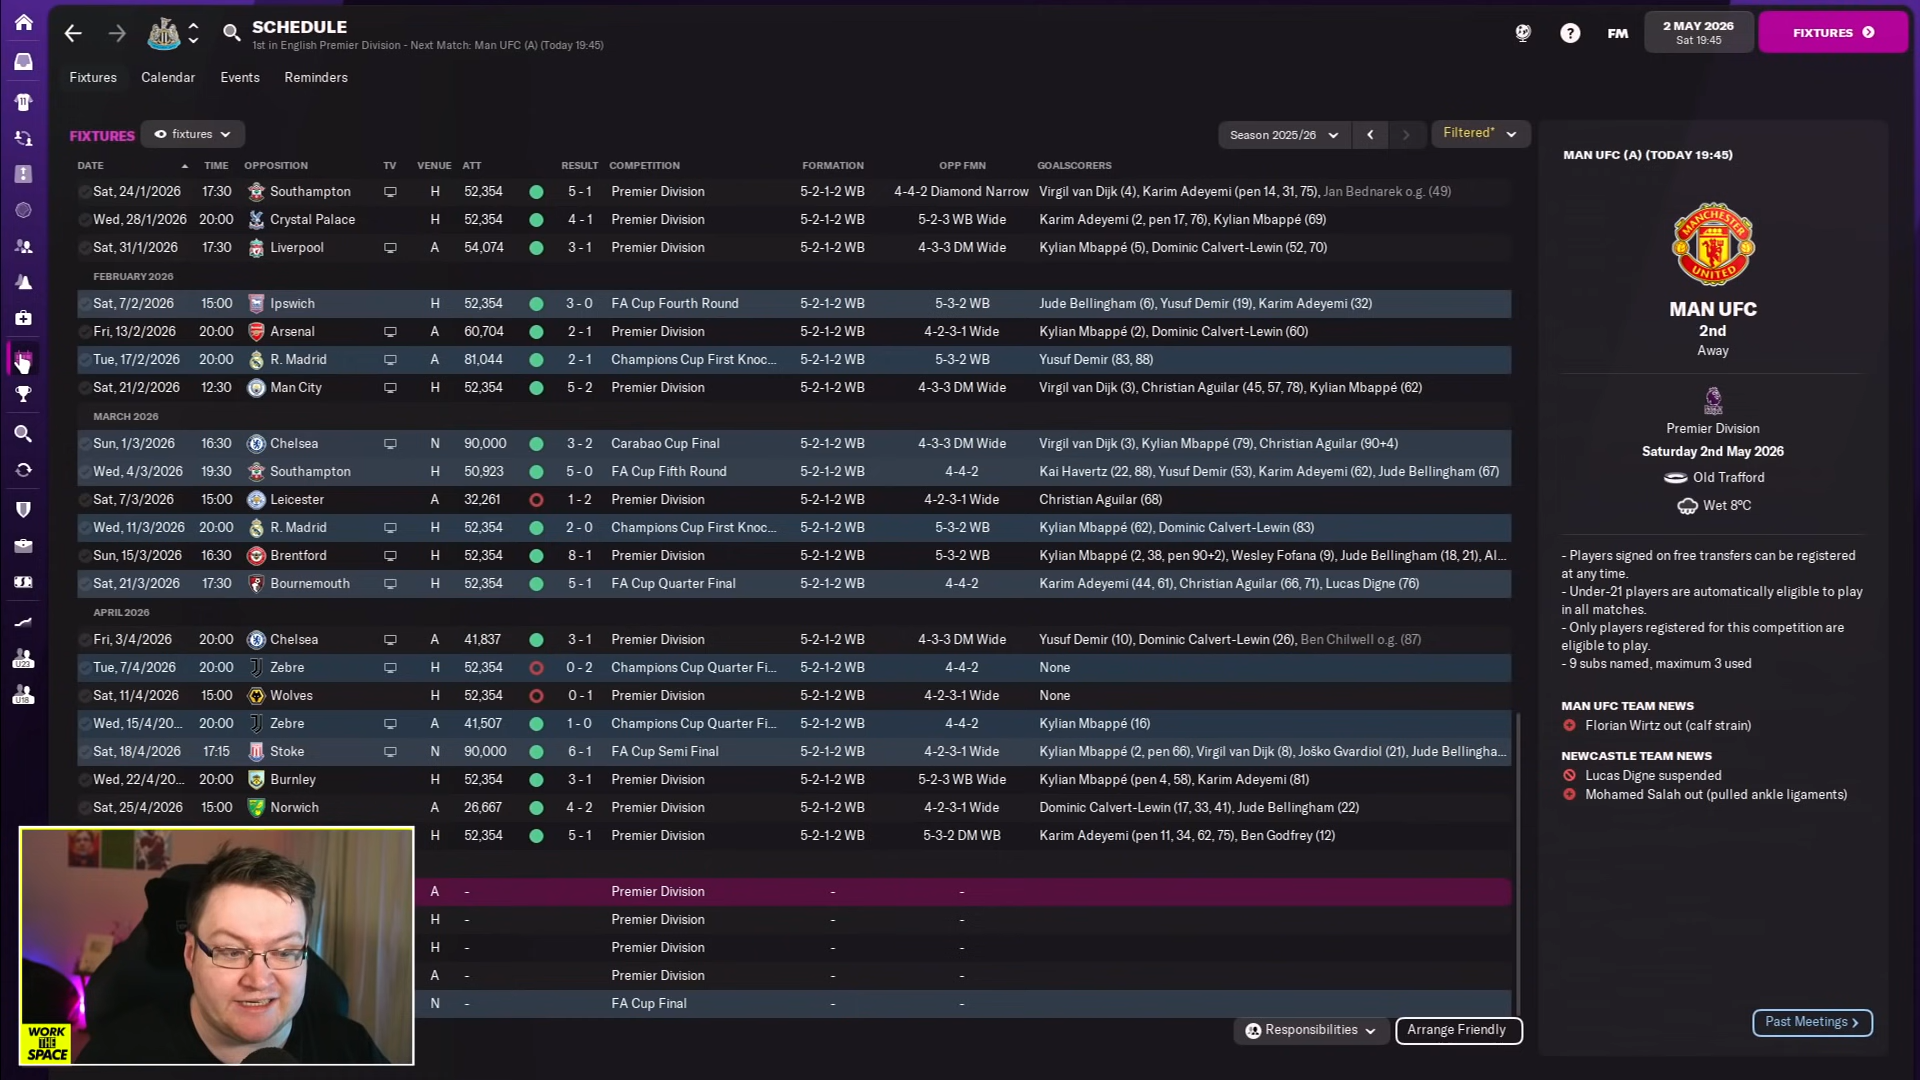 SCHEDULE
1st in English Premier Division - Next Match: Man UFC (A) (Today 19:45)
FM
2 MAY 2026
Sat 19:45
FIXTURES
Fixtures Calendar Events Reminders
FIXTURES fixtures Season 2025/26 Filtered*
DATE TIME OPPOSITION TV VENUE ATT RESULT COMPETITION FORMATION OPP FMN GOALSCORERS
Sat, 24/1/2026 17:30 Southampton H 52,354 5 - 1 Premier Division 5-2-1-2 WB 4-4-2 Diamond Narrow Virgil van Dijk (4), Karim Adeyemi (pen 14, 31, 75), Jan Bednarek o.g. (49)
Wed, 28/1/2026 20:00 Crystal Palace H 52,354 4 - 1 Premier Division 5-2-1-2 WB 5-2-3 WB Wide Karim Adeyemi (2, pen 17, 76), Kylian Mbappé (69)
Sat, 31/1/2026 17:30 Liverpool A 54,074 3 - 1 Premier Division 5-2-1-2 WB 4-3-3 DM Wide Kylian Mbappé (5), Dominic Calvert-Lewin (52, 70)
FEBRUARY 2026
Sat, 7/2/2026 15:00 Ipswich H 52,354 3 - 0 FA Cup Fourth Round 5-2-1-2 WB 5-3-2 WB Jude Bellingham (6), Yusuf Demir (19), Karim Adeyemi (32)
Fri, 13/2/2026 20:00 Arsenal A 60,704 2 - 1 Premier Division 5-2-1-2 WB 4-2-3-1 Wide Kylian Mbappé (2), Dominic Calvert-Lewin (60)
Tue, 17/2/2026 20:00 R. Madrid A 81,044 2 - 1 Champions Cup First Knoc... 5-2-1-2 WB 5-3-2 WB Yusuf Demir (83, 88)
Sat, 21/2/2026 12:30 Man City H 52,354 5 - 2 Premier Division 5-2-1-2 WB 4-3-3 DM Wide Virgil van Dijk (3), Christian Aguilar (45, 57, 78), Kylian Mbappé (62)
MARCH 2026
Sun, 1/3/2026 16:30 Chelsea N 90,000 3 - 2 Carabao Cup Final 5-2-1-2 WB 4-3-3 DM Wide Virgil van Dijk (3), Kylian Mbappé (79), Christian Aguilar (90+4)
Wed, 4/3/2026 19:30 Southampton H 50,923 5 - 0 FA Cup Fifth Round 5-2-1-2 WB 4-4-2 Kai Havertz (22, 88), Yusuf Demir (53), Karim Adeyemi (62), Jude Bellingham (67)
Sat, 7/3/2026 15:00 Leicester A 32,261 1 - 2 Premier Division 5-2-1-2 WB 4-2-3-1 Wide Christian Aguilar (68)
Wed, 11/3/2026 20:00 R. Madrid H 52,354 2 - 0 Champions Cup First Knoc... 5-2-1-2 WB 5-3-2 WB Kylian Mbappé (62), Dominic Calvert-Lewin (83)
Sun, 15/3/2026 16:30 Brentford H 52,354 8 - 1 Premier Division 5-2-1-2 WB 5-3-2 WB Kylian Mbappé (2, 38, pen 90+2), Wesley Fofana (9), Jude Bellingham (18, 21), Al...
Sat, 21/3/2026 17:30 Bournemouth H 52,354 5 - 1 FA Cup Quarter Final 5-2-1-2 WB 4-4-2 Karim Adeyemi (44, 61), Christian Aguilar (66, 71), Lucas Digne (76)
APRIL 2026
Fri, 3/4/2026 20:00 Chelsea A 41,837 3 - 1 Premier Division 5-2-1-2 WB 4-3-3 DM Wide Yusuf Demir (10), Dominic Calvert-Lewin (26), Ben Chilwell o.g. (87)
Tue, 7/4/2026 20:00 Zebre H 52,354 0 - 2 Champions Cup Quarter Fi... 5-2-1-2 WB 4-4-2 None
Sat, 11/4/2026 15:00 Wolves H 52,354 0 - 1 Premier Division 5-2-1-2 WB 4-2-3-1 Wide None
Wed, 15/4/20... 20:00 Zebre A 41,507 1 - 0 Champions Cup Quarter Fi... 5-2-1-2 WB 4-4-2 Kylian Mbappé (16)
Sat, 18/4/2026 17:15 Stoke N 90,000 6 - 1 FA Cup Semi Final 5-2-1-2 WB 4-2-3-1 Wide Kylian Mbappé (2, pen 66), Virgil van Dijk (8), Joško Gvardiol (21), Jude Bellingha...
Wed, 22/4/20... 20:00 Burnley H 52,354 3 - 1 Premier Division 5-2-1-2 WB 5-2-3 WB Wide Kylian Mbappé (pen 4, 58), Karim Adeyemi (81)
Sat, 25/4/2026 15:00 Norwich A 26,667 4 - 2 Premier Division 5-2-1-2 WB 4-2-3-1 Wide Dominic Calvert-Lewin (17, 33, 41), Jude Bellingham (22)
H 52,354 5 - 1 Premier Division 5-2-1-2 WB 5-3-2 DM WB Karim Adeyemi (pen 11, 34, 62, 75), Ben Godfrey (12)
A - Premier Division - -
H - Premier Division - -
H - Premier Division - -
A - Premier Division - -
N - FA Cup Final - -
Responsibilities Arrange Friendly
MAN UFC (A) (TODAY 19:45)
MANCHESTER
UNITED
MAN UFC
2nd
Away
Premier Division
Saturday 2nd May 2026
Old Trafford
Wet 8ºC
- Players signed on free transfers can be registered
at any time.
- Under-21 players are automatically eligible to play
in all matches.
- Only players registered for this competition are
eligible to play.
- 9 subs named, maximum 3 used
MAN UFC TEAM NEWS
Florian Wirtz out (calf strain)
NEWCASTLE TEAM NEWS
Lucas Digne suspended
Mohamed Salah out (pulled ankle ligaments)
Past Meetings
U23
U18
WORK
THE
SPACE